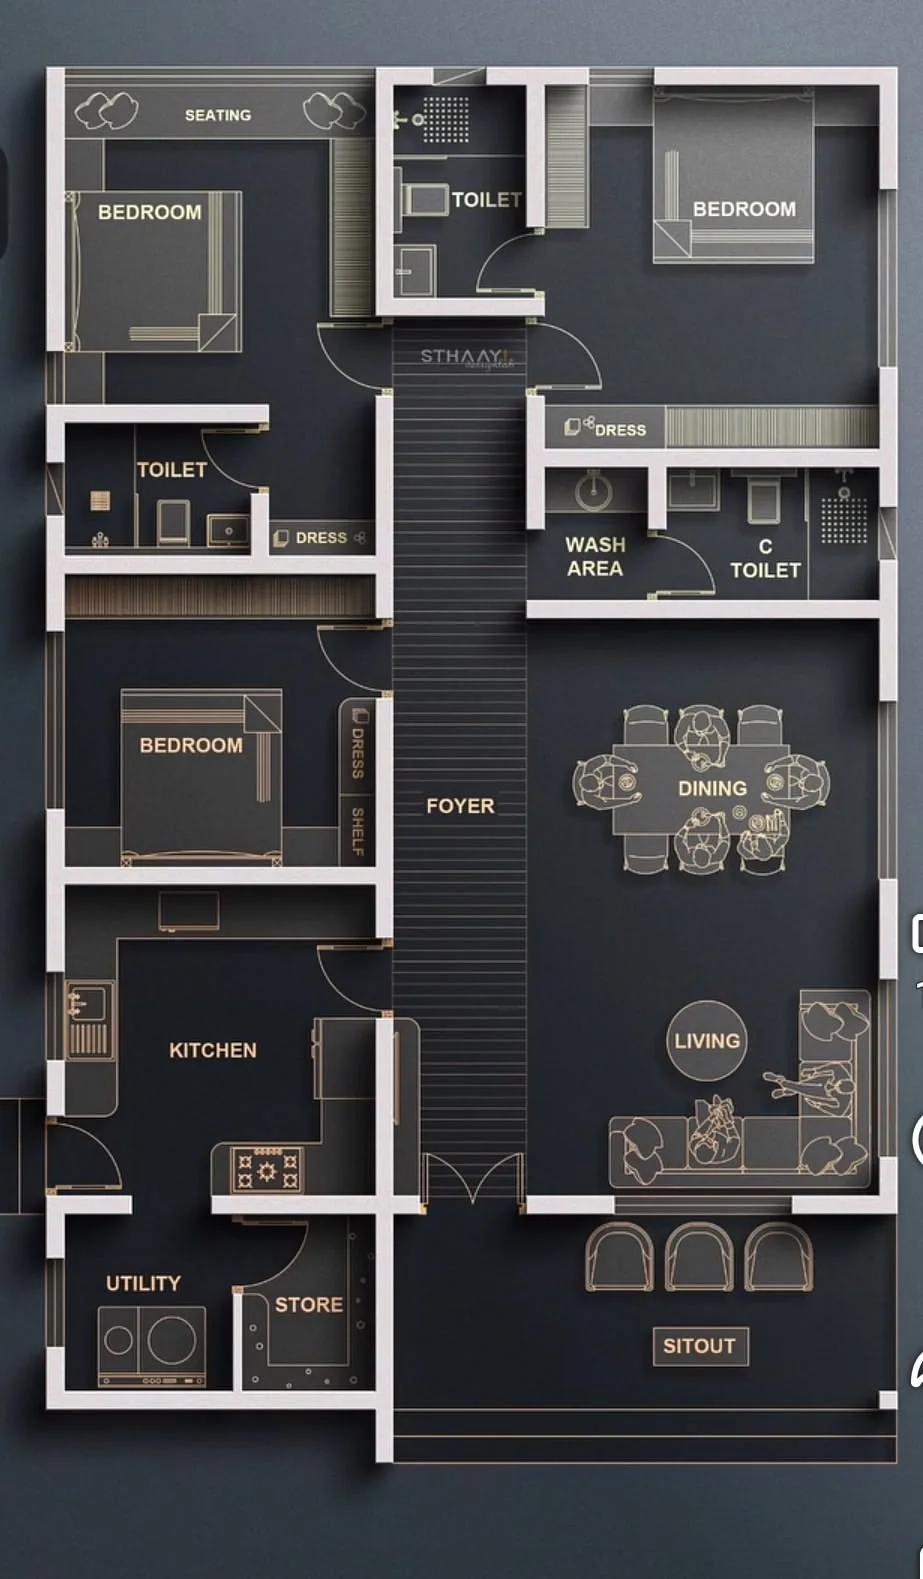 SEATING
BEDROOM
TOILET
BEDROOM
STHAAYI
designlab
DRESS
TOILET
DRESS
WASH
AREA
C
TOILET
BEDROOM
DRESS
SHELF
FOYER
DINING
KITCHEN
LIVING
UTILITY
STORE
SITOUT